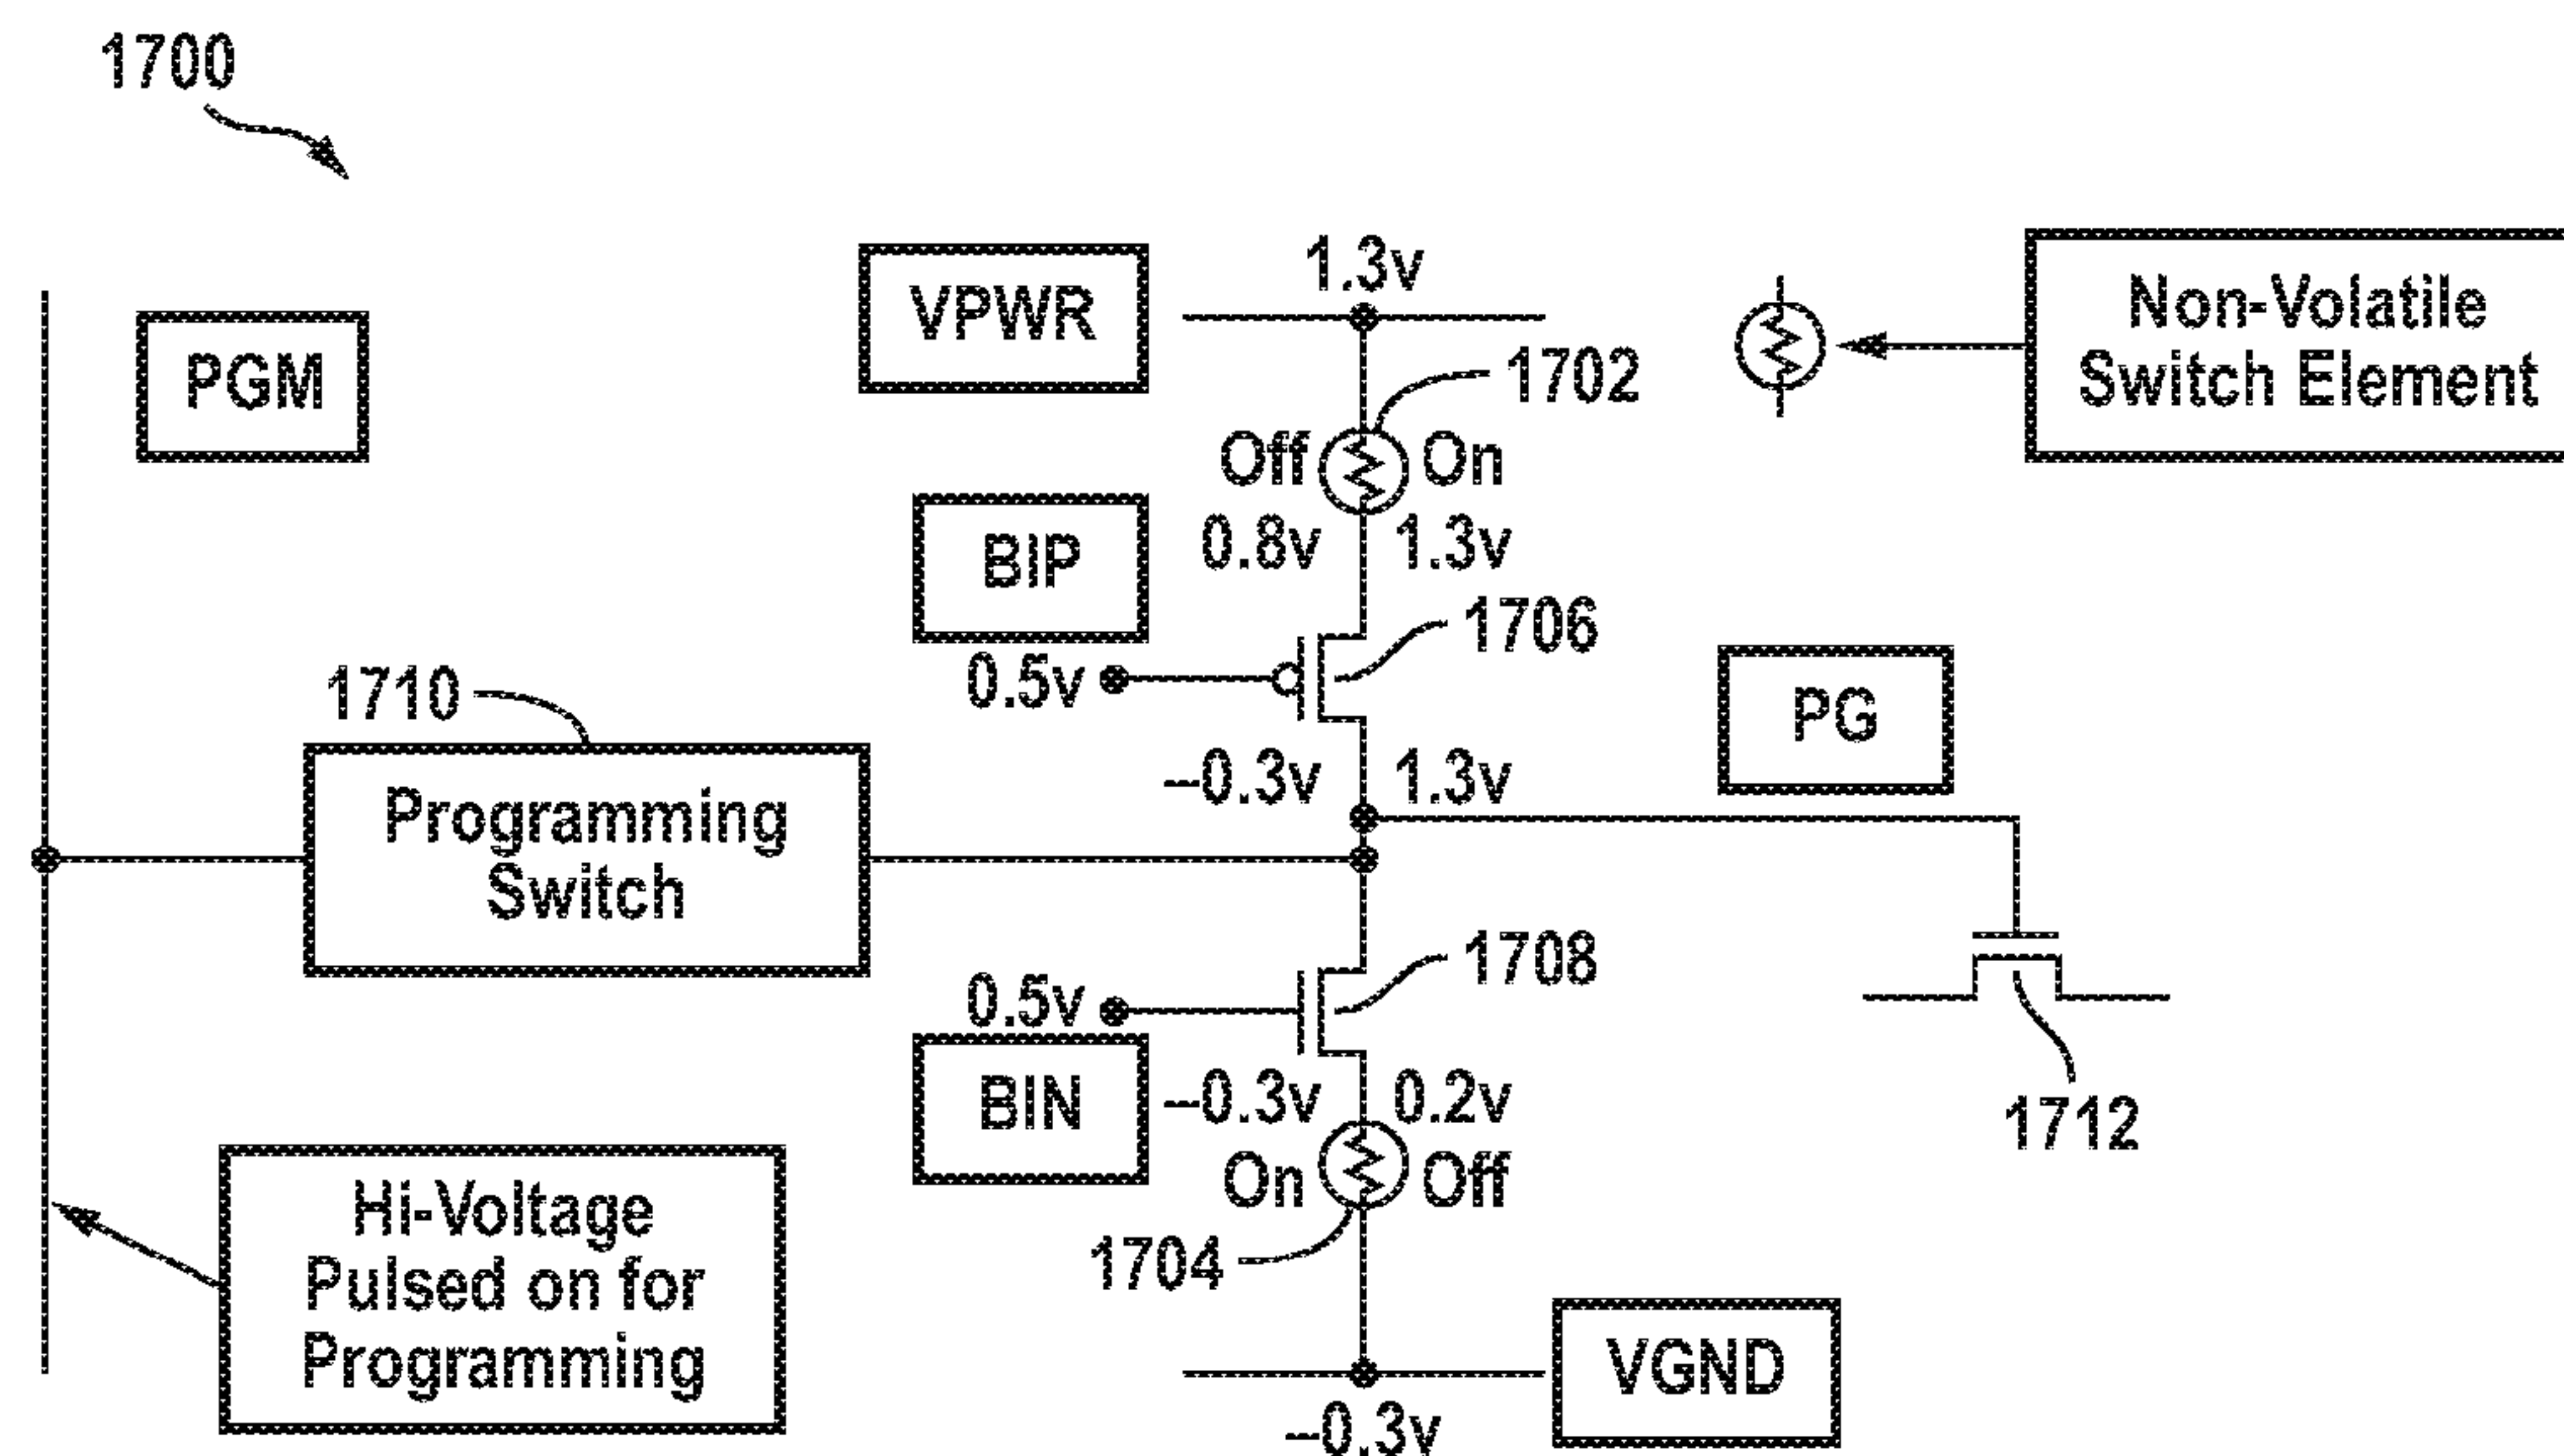 1700
PGM
VPWR
1.3v
1702
Non-Volatile
Switch Element
Off
On
BIP
0.8v
1.3v
1706
0.5v
PG
1710
Programming
Switch
–0.3v
1.3v
1708
0.5v
BIN
–0.3v
0.2v
1712
On
Off
1704
Hi-Voltage
Pulsed on for
Programming
VGND
–0.3v